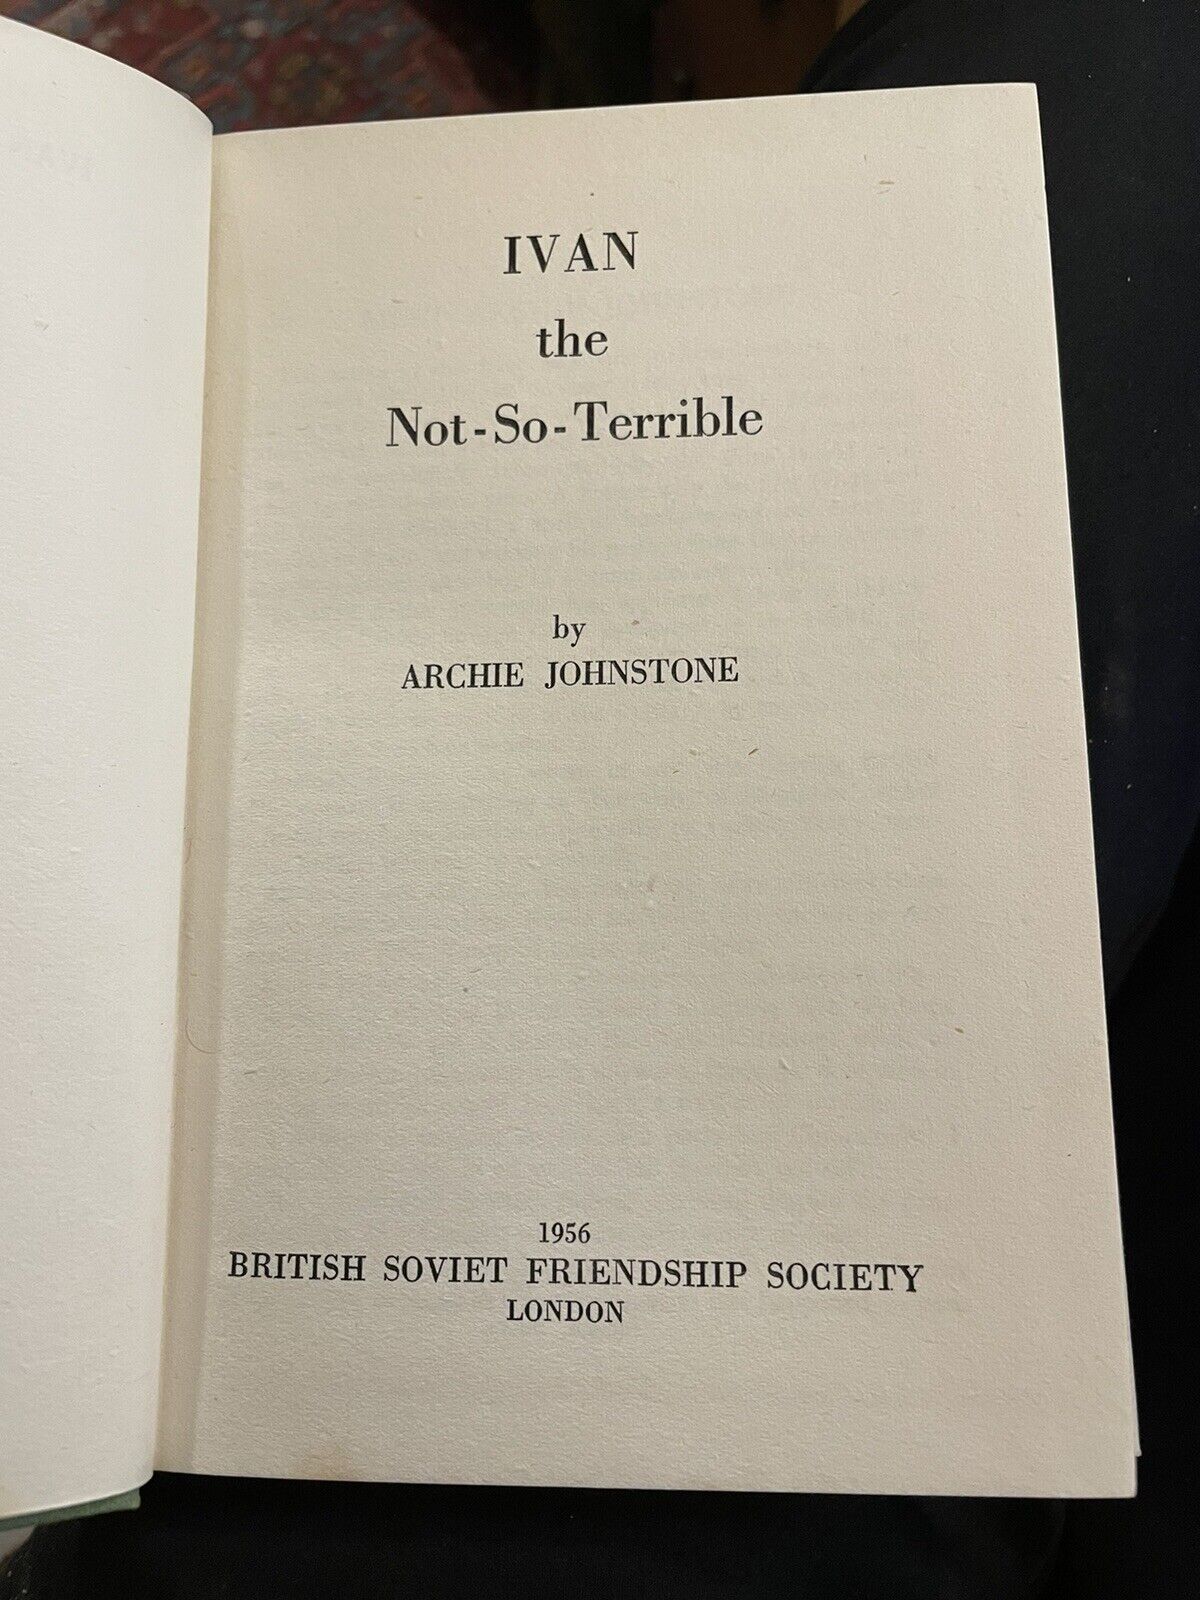 IVAN
the
Not-So-Terrible
by
ARCHIE JOHNSTONE
1956
BRITISH SOVIET FRIENDSHIP SOCIETY
LONDON